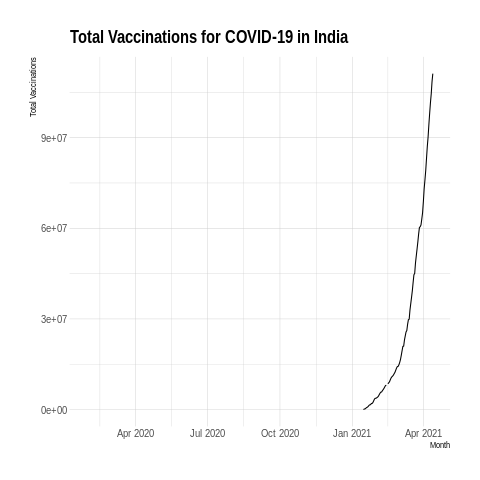 Total Vaccinations for COVID-19 in India
Total Vaccinations
9e+07
6e+07
3e+07
0e+00
Apr 2020 Jul 2020 Oct 2020 Jan 2021 Apr 2021
Month